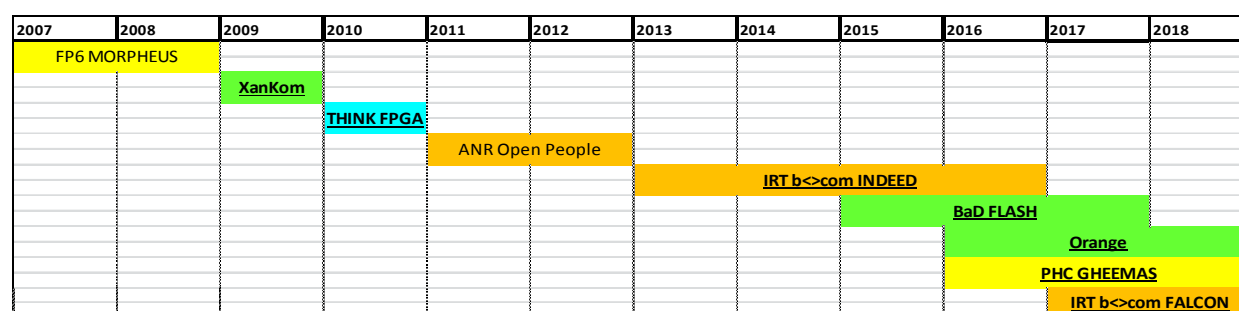 2007 2008 2009 2010 2011 2012 2013 2014 2015 2016 2017 2018
FP6 MORPHEUS
XanKom
THINK FPGA
ANR Open People
IRT b<>com INDEED
BaD FLASH
Orange
PHC GHEEMAS
IRT b<>com FALCON